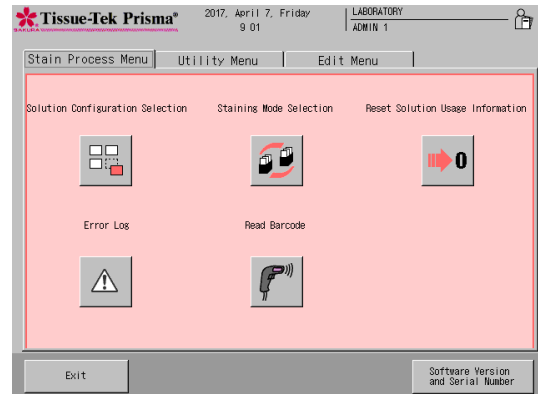 Tissue-Tek Prisma®
SAKURA
2017, April 7, Friday
9 01
LABORATORY
ADMIN 1
Stain Process Menu
Utility Menu
Edit Menu
Solution Configuration Selection
Staining Mode Selection
Reset Solution Usage Information
0
Error Log
Read Barcode
Exit
Software Version
and Serial Number